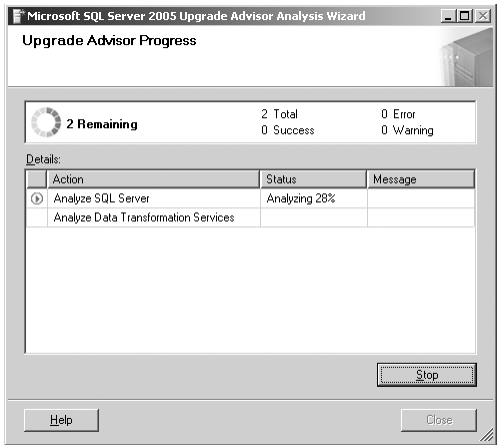 Microsoft SQL Server 2005 Upgrade Advisor Analysis Wizard
Upgrade Advisor Progress
2 Remaining
2 Total
0 Error
0 Success
0 Warning
Details:
Action Status Message
Analyze SQL Server Analyzing 28%
Analyze Data Transformation Services
Stop
Help
Close